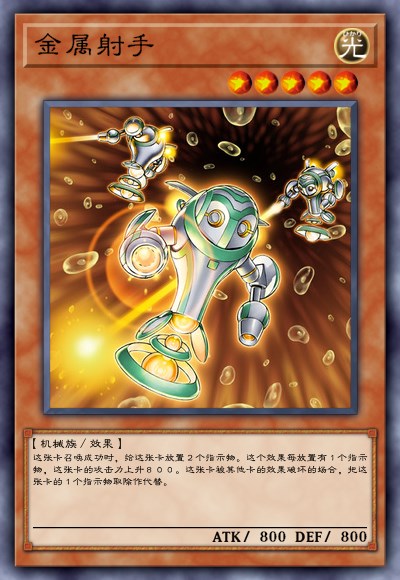 金属射手
光
【机械族／效果】
这张卡召唤成功时，给这张卡放置2个指示物。这个效果每放置有1个指示
物，这张卡的攻击力上升800。这张卡被其他卡的效果破坏的场合，把这
张卡的1个指示物取除作代替。
ATK/ 800 DEF/ 800